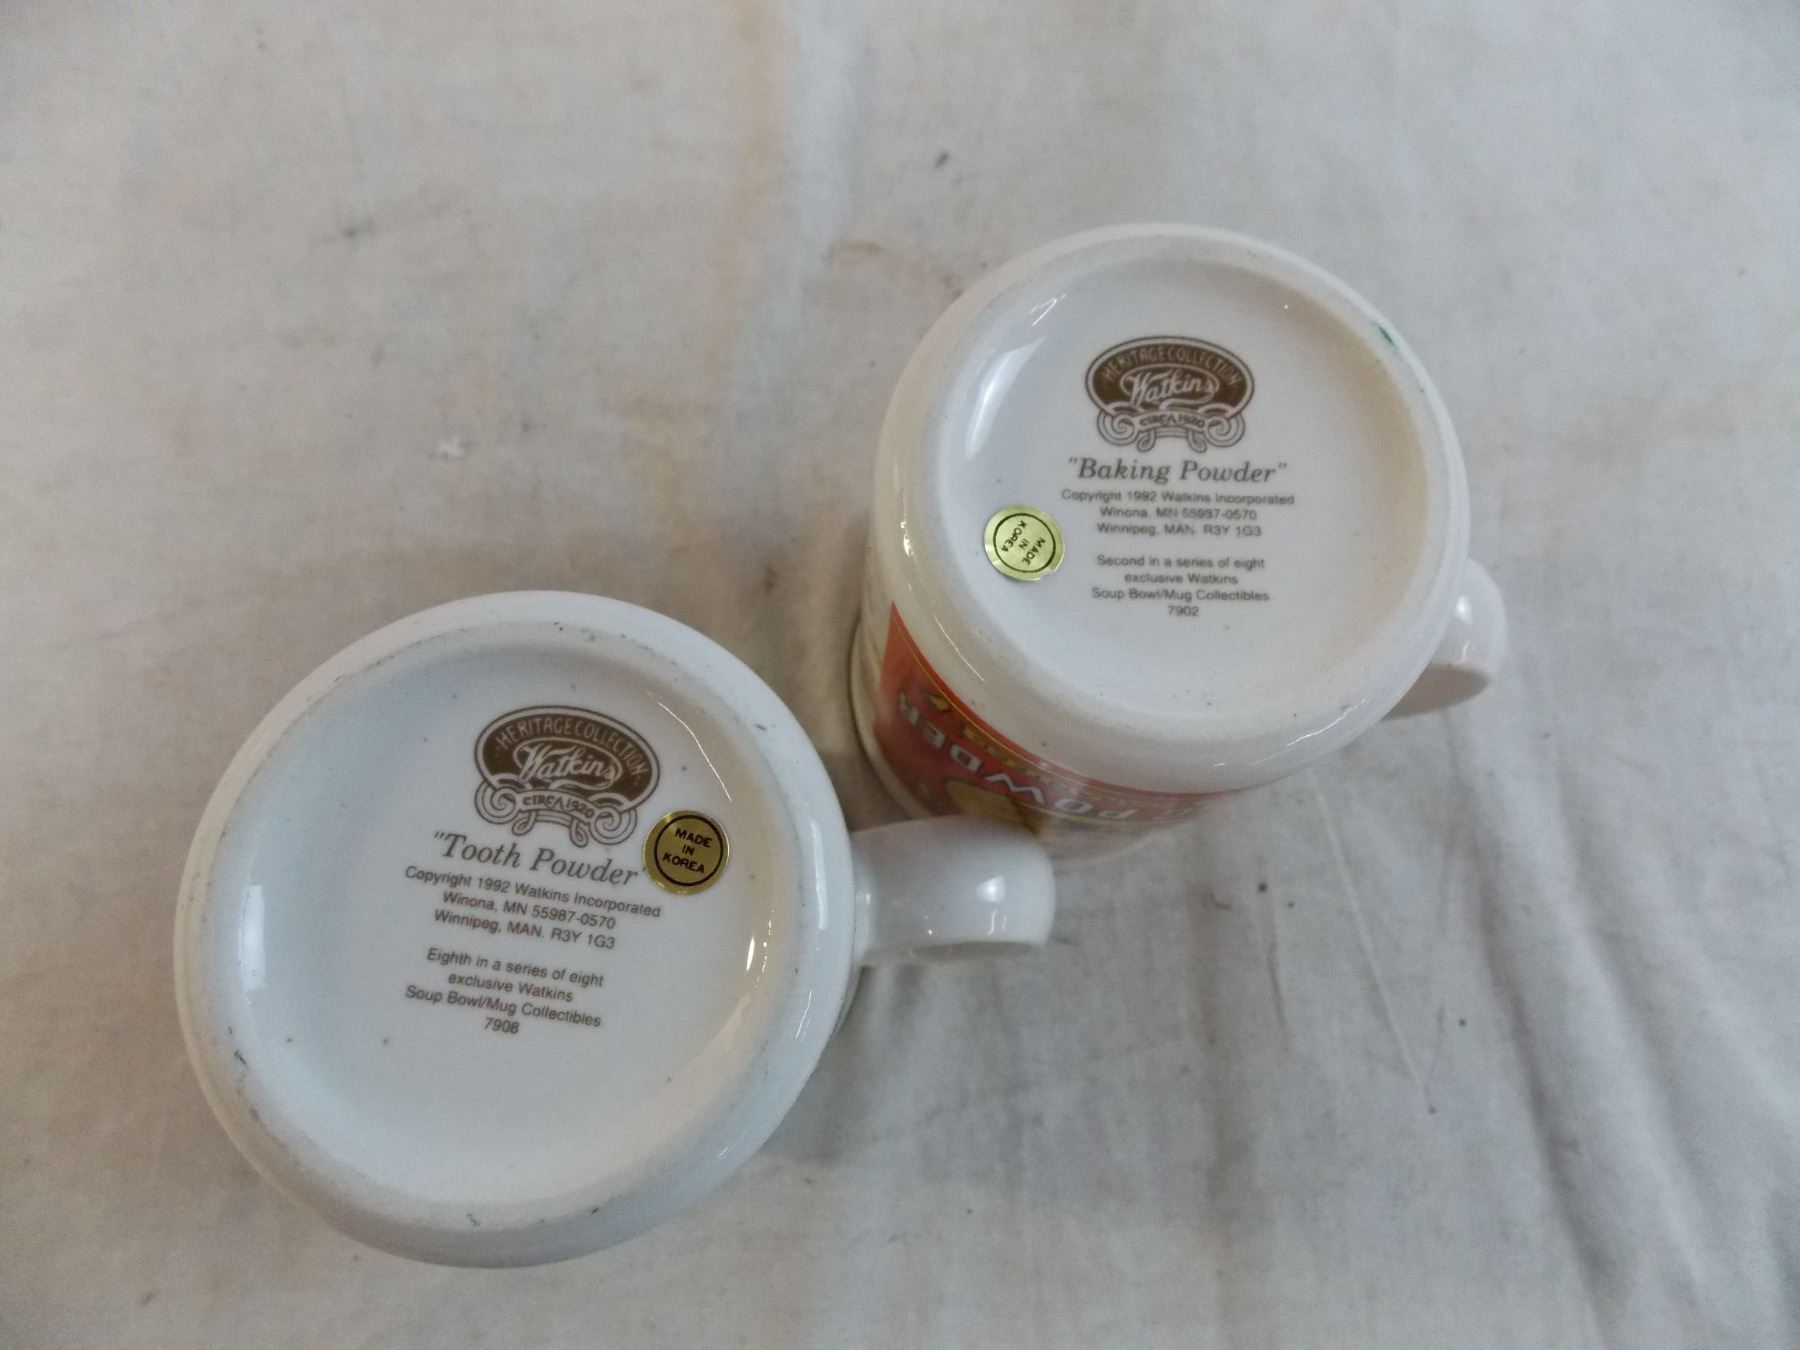 HERITAGE COLLECTION
Watkins
CIRCA 1920
"Tooth Powder"
Copyright 1992 Watkins Incorporated
Winona, MN 55987-0570
Winnipeg, MAN. R3Y 1G3
Eighth in a series of eight
exclusive Watkins
Soup Bowl/Mug Collectibles
7908
MADE
IN
KOREA
HERITAGE COLLECTION
Watkins
CIRCA 1920
"Baking Powder"
Copyright 1992 Watkins Incorporated
Winona, MN 55987-0570
Winnipeg, MAN. R3Y 1G3
Second in a series of eight
exclusive Watkins
Soup Bowl/Mug Collectibles
7902
MADE
IN
KOREA
POWDER